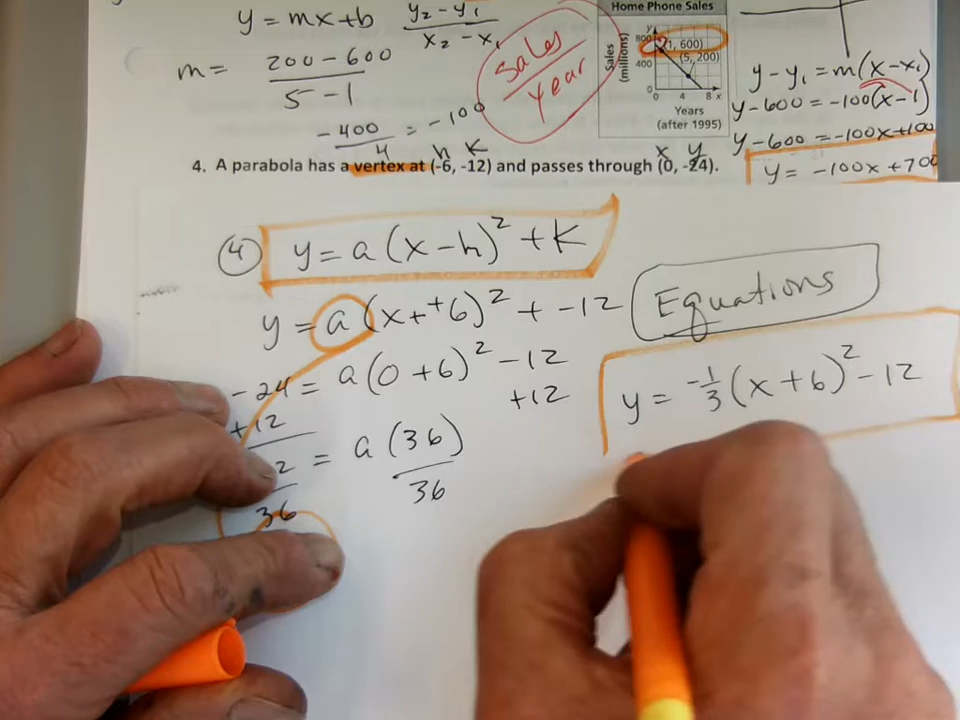 y = mx + b
y₂ - y₁
x₂ - x₁
m =
200 - 600
5 - 1
-400
4
= -100
Sales
Year
Home Phone Sales
Sales
(millions)
y
800
400
0
(1, 600)
(5, 200)
0 4 8 x
Years
(after 1995)
y - y₁ = m(x - x₁)
y - 600 = -100(x - 1)
y - 600 = -100x + 100
y = -100x + 700
h K
x y
4. A parabola has a vertex at (-6, -12) and passes through (0, -24).
④ y = a(x - h)² + K
y = a(x + +6)² + -12
Equations
-24 = a(0 + 6)² - 12
+12 +12
2 = a(36)
36 36
y = -1/3 (x + 6)² - 12